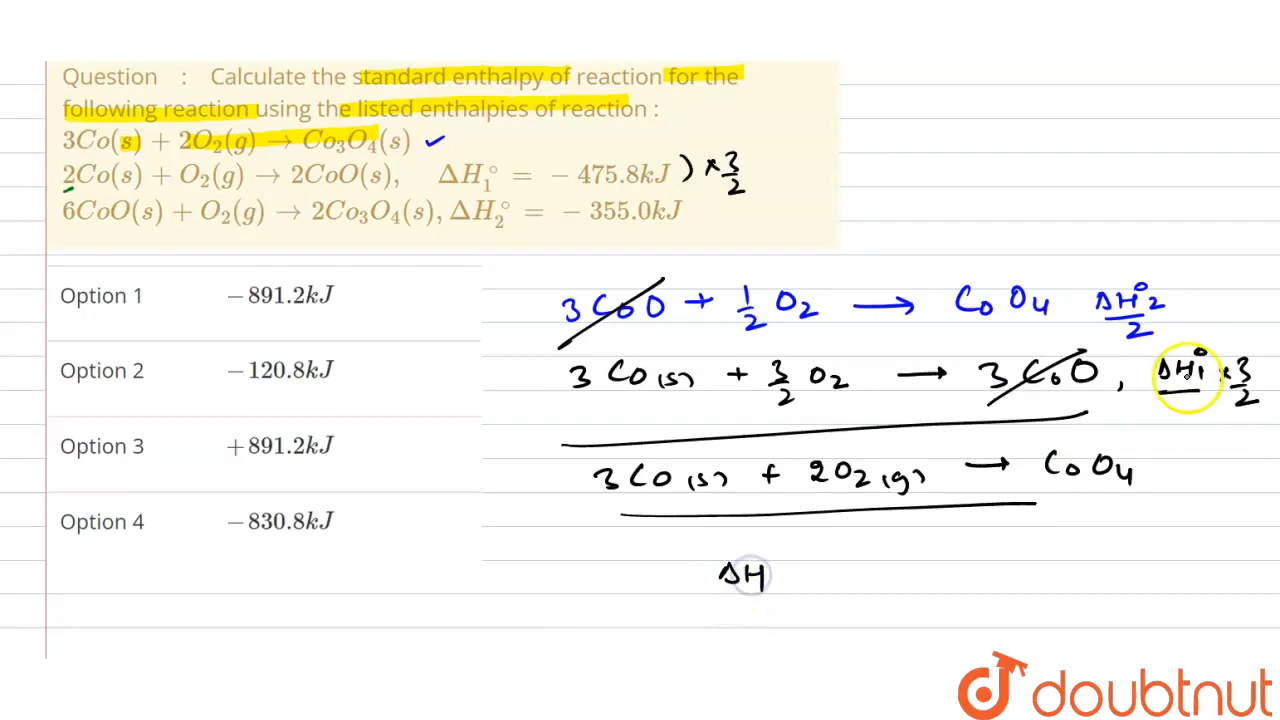 Question : Calculate the standard enthalpy of reaction for the
following reaction using the listed enthalpies of reaction :
3Co(s) + 2O₂(g) → Co₃O₄(s)
2Co(s) + O₂(g) → 2CoO(s), ΔH₁° = − 475.8kJ ) × 3/2
6CoO(s) + O₂(g) → 2Co₃O₄(s), ΔH₂° = − 355.0kJ
Option 1 −891.2kJ
Option 2 −120.8kJ
Option 3 +891.2kJ
Option 4 −830.8kJ
3CoO + 1/2 O₂ → CoO₄ ΔH°₂/2
3Co(s) + 3/2 O₂ → 3CoO, ΔH₁° × 3/2
3Co(s) + 2O₂(g) → CoO₄
ΔH
doubtnut